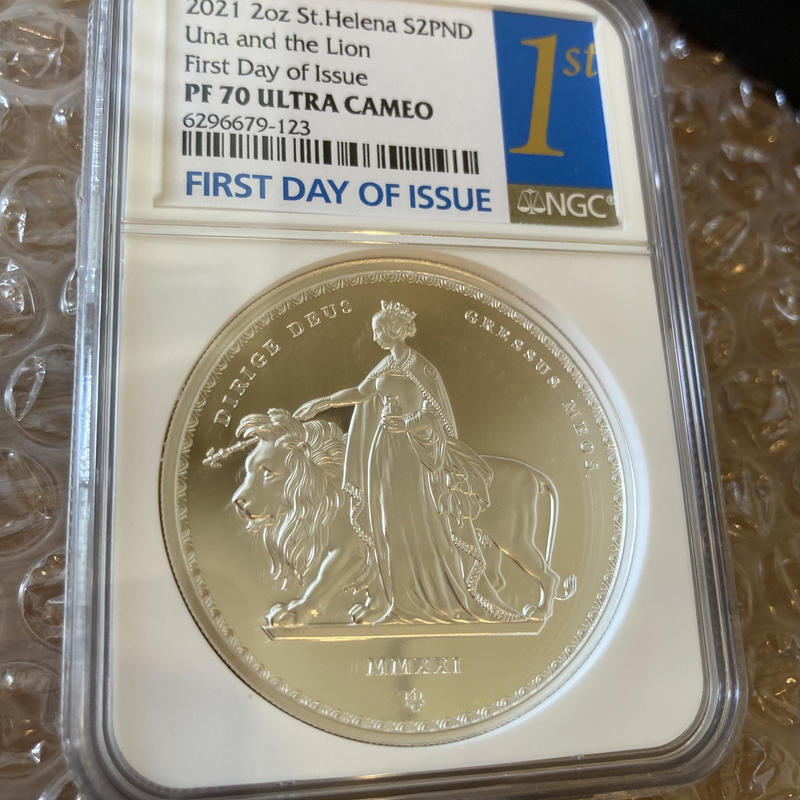 2021 2oz St.Helena S2PND
Una and the Lion
First Day of Issue
PF 70 ULTRA CAMEO
6296679-123
FIRST DAY OF ISSUE
1st
NGC®
DIRIGE DEUS GRESSUS MEOS.
MMXXI